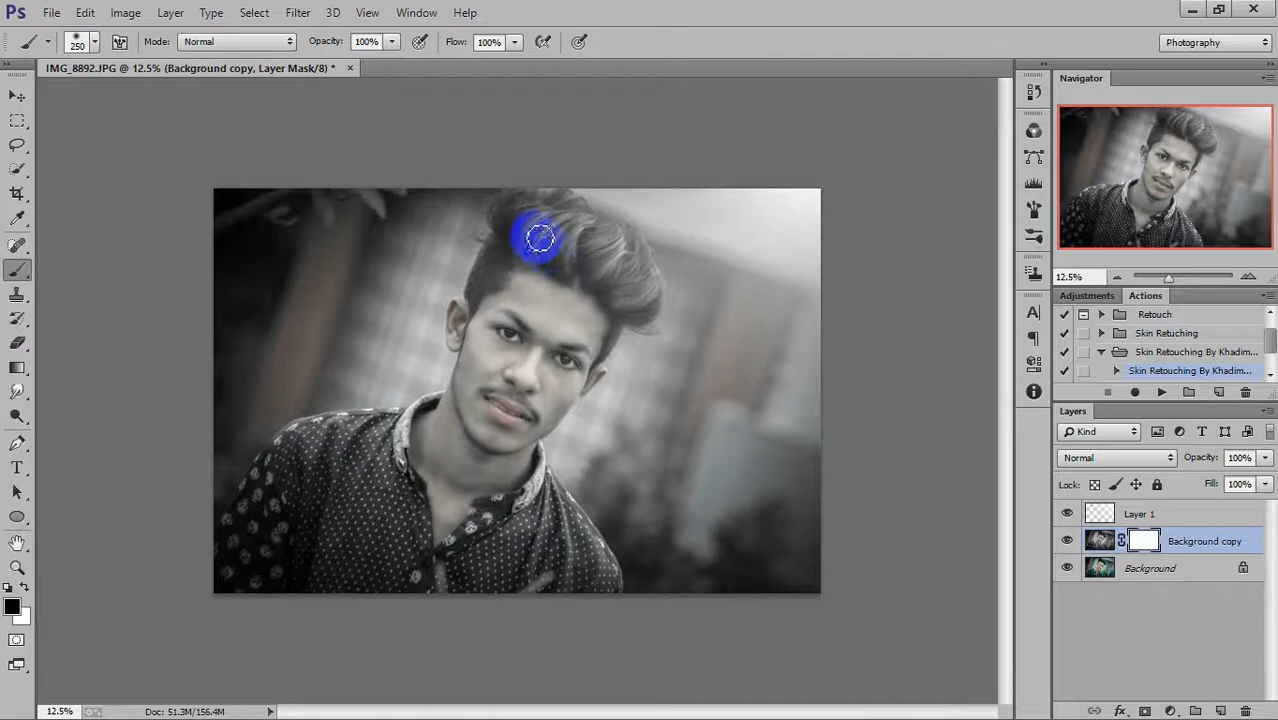 Ps File Edit Image Layer Type Select Filter 3D View Window Help
250 Mode: Normal Opacity: 100% Flow: 100% Photography
IMG_8892.JPG @ 12.5% (Background copy, Layer Mask/8) *
Navigator
12.5%
Adjustments Actions
Retouch
Skin Retuching
Skin Retouching By Khadim...
Skin Retouching By Khadim...
Layers
Kind
Normal Opacity: 100%
Lock: Fill: 100%
Layer 1
Background copy
Background
12.5% Doc: 51.3M/156.4M